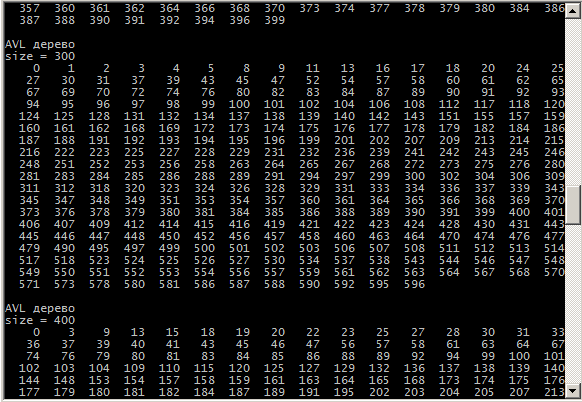 357 360 361 362 364 366 368 370 373 374 377 378 379 380 384 386
387 388 390 391 392 394 396 399
AVL дерево
size = 300
0 1 2 3 4 5 8 9 11 13 16 17 18 20 24 25
27 30 31 37 39 43 45 47 52 54 57 58 60 61 62 65
67 69 70 72 74 76 80 82 83 84 87 89 90 91 92 93
94 95 96 97 98 99 100 101 102 104 106 108 112 117 118 120
124 125 128 131 132 134 137 138 139 140 142 143 151 155 157 159
160 161 162 168 169 172 173 174 175 176 177 178 179 182 184 186
187 188 191 192 193 194 195 196 199 201 202 207 209 213 214 215
216 222 223 225 227 228 229 231 232 236 239 241 242 243 245 246
248 251 252 253 256 258 263 264 265 267 268 272 273 275 276 280
281 283 284 285 286 288 289 291 294 297 299 300 302 304 306 309
311 312 318 320 323 324 326 328 329 331 333 334 336 337 339 343
345 347 348 349 351 353 354 357 360 361 364 365 366 368 369 370
373 376 378 379 380 381 384 385 386 388 389 390 391 399 400 401
406 407 409 412 414 415 416 419 421 422 423 424 428 430 431 443
445 446 447 448 450 452 456 457 458 460 463 464 470 474 476 477
479 490 495 497 499 500 501 502 503 506 507 508 511 512 513 514
517 518 523 524 525 526 527 530 534 537 538 543 544 546 547 548
549 550 551 552 553 554 556 557 559 561 562 563 564 567 568 570
571 573 578 580 581 586 587 588 590 592 595 596
AVL дерево
size = 400
0 3 9 13 15 18 19 20 22 23 25 27 28 30 31 33
36 37 39 40 41 43 45 46 47 56 57 58 61 63 64 67
74 76 79 80 81 83 84 85 86 88 89 92 94 99 100 101
102 103 104 109 110 115 120 125 127 129 132 136 137 138 139 140
144 148 153 154 157 158 159 161 163 164 165 168 173 174 175 176
177 179 180 181 182 184 187 189 191 195 202 203 204 205 207 213